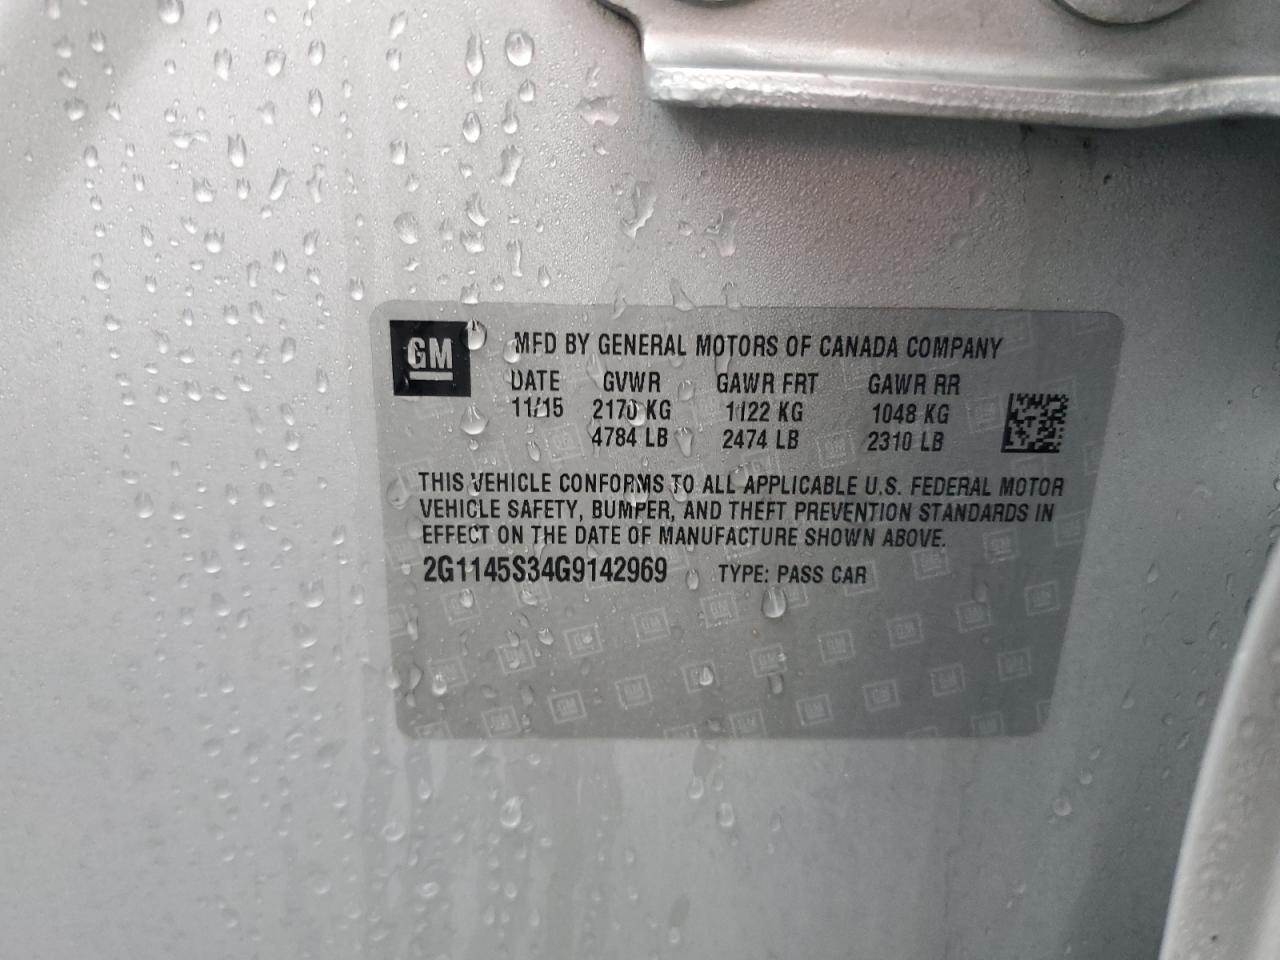 GM
MFD BY GENERAL MOTORS OF CANADA COMPANY
DATE GVWR GAWR FRT GAWR RR
11/15 2170 KG 1122 KG 1048 KG
4784 LB 2474 LB 2310 LB
THIS VEHICLE CONFORMS TO ALL APPLICABLE U.S. FEDERAL MOTOR
VEHICLE SAFETY, BUMPER, AND THEFT PREVENTION STANDARDS IN
EFFECT ON THE DATE OF MANUFACTURE SHOWN ABOVE.
2G1145S34G9142969 TYPE: PASS CAR